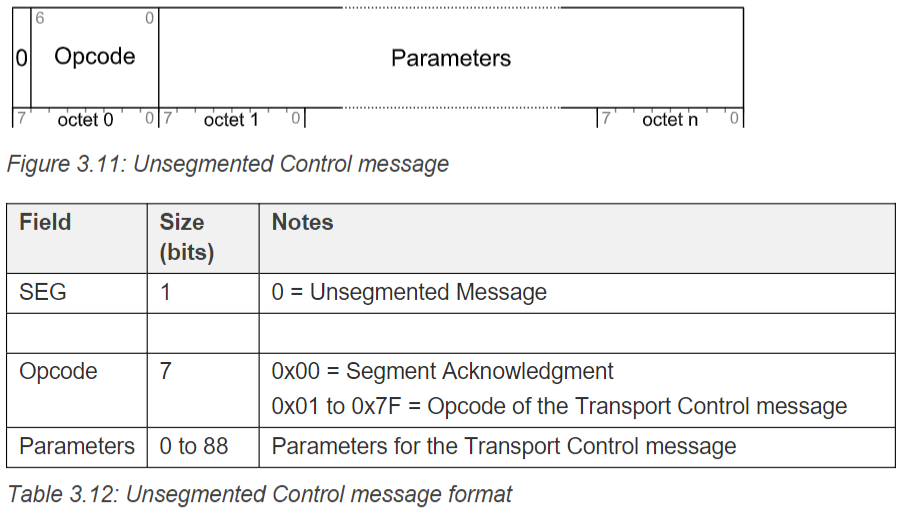 6 0
0 Opcode Parameters
7 octet 0 0 7 octet 1 0 7 octet n 0
Figure 3.11: Unsegmented Control message
Field Size (bits) Notes
SEG 1 0 = Unsegmented Message
Opcode 7 0x00 = Segment Acknowledgment
0x01 to 0x7F = Opcode of the Transport Control message
Parameters 0 to 88 Parameters for the Transport Control message
Table 3.12: Unsegmented Control message format